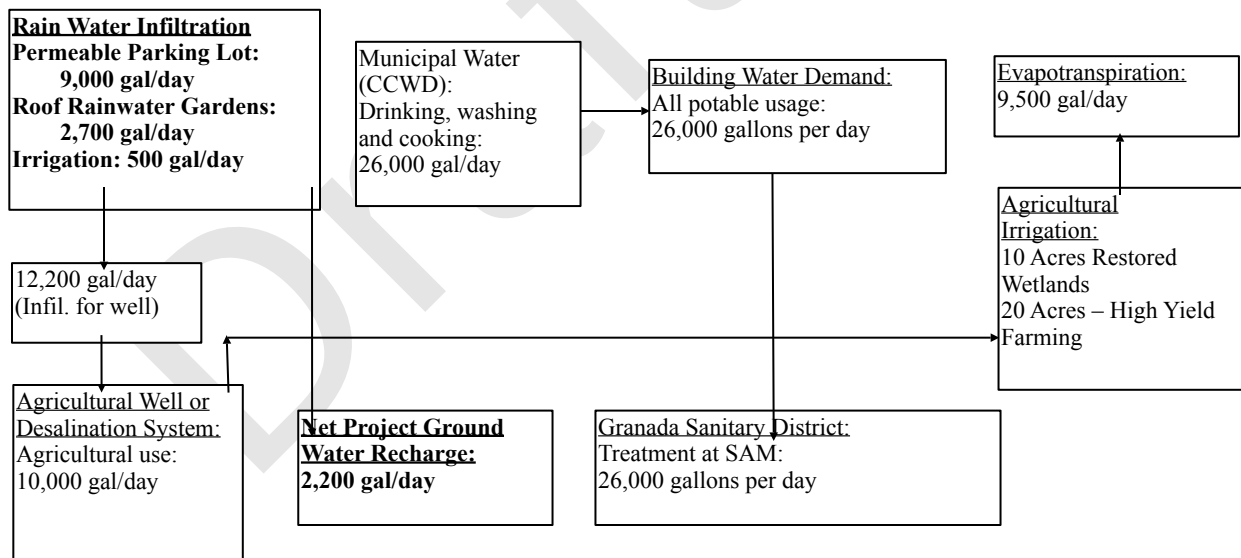 Rain Water Infiltration
Permeable Parking Lot:
9,000 gal/day
Roof Rainwater Gardens:
2,700 gal/day
Irrigation: 500 gal/day
Municipal Water
(CCWD):
Drinking, washing
and cooking:
26,000 gal/day
Building Water Demand:
All potable usage:
26,000 gallons per day
Evapotranspiration:
9,500 gal/day
Agricultural
Irrigation:
10 Acres Restored
Wetlands
20 Acres – High Yield
Farming
12,200 gal/day
(Infil. for well)
Agricultural Well or
Desalination System:
Agricultural use:
10,000 gal/day
Net Project Ground
Water Recharge:
2,200 gal/day
Granada Sanitary District:
Treatment at SAM:
26,000 gallons per day
Draft